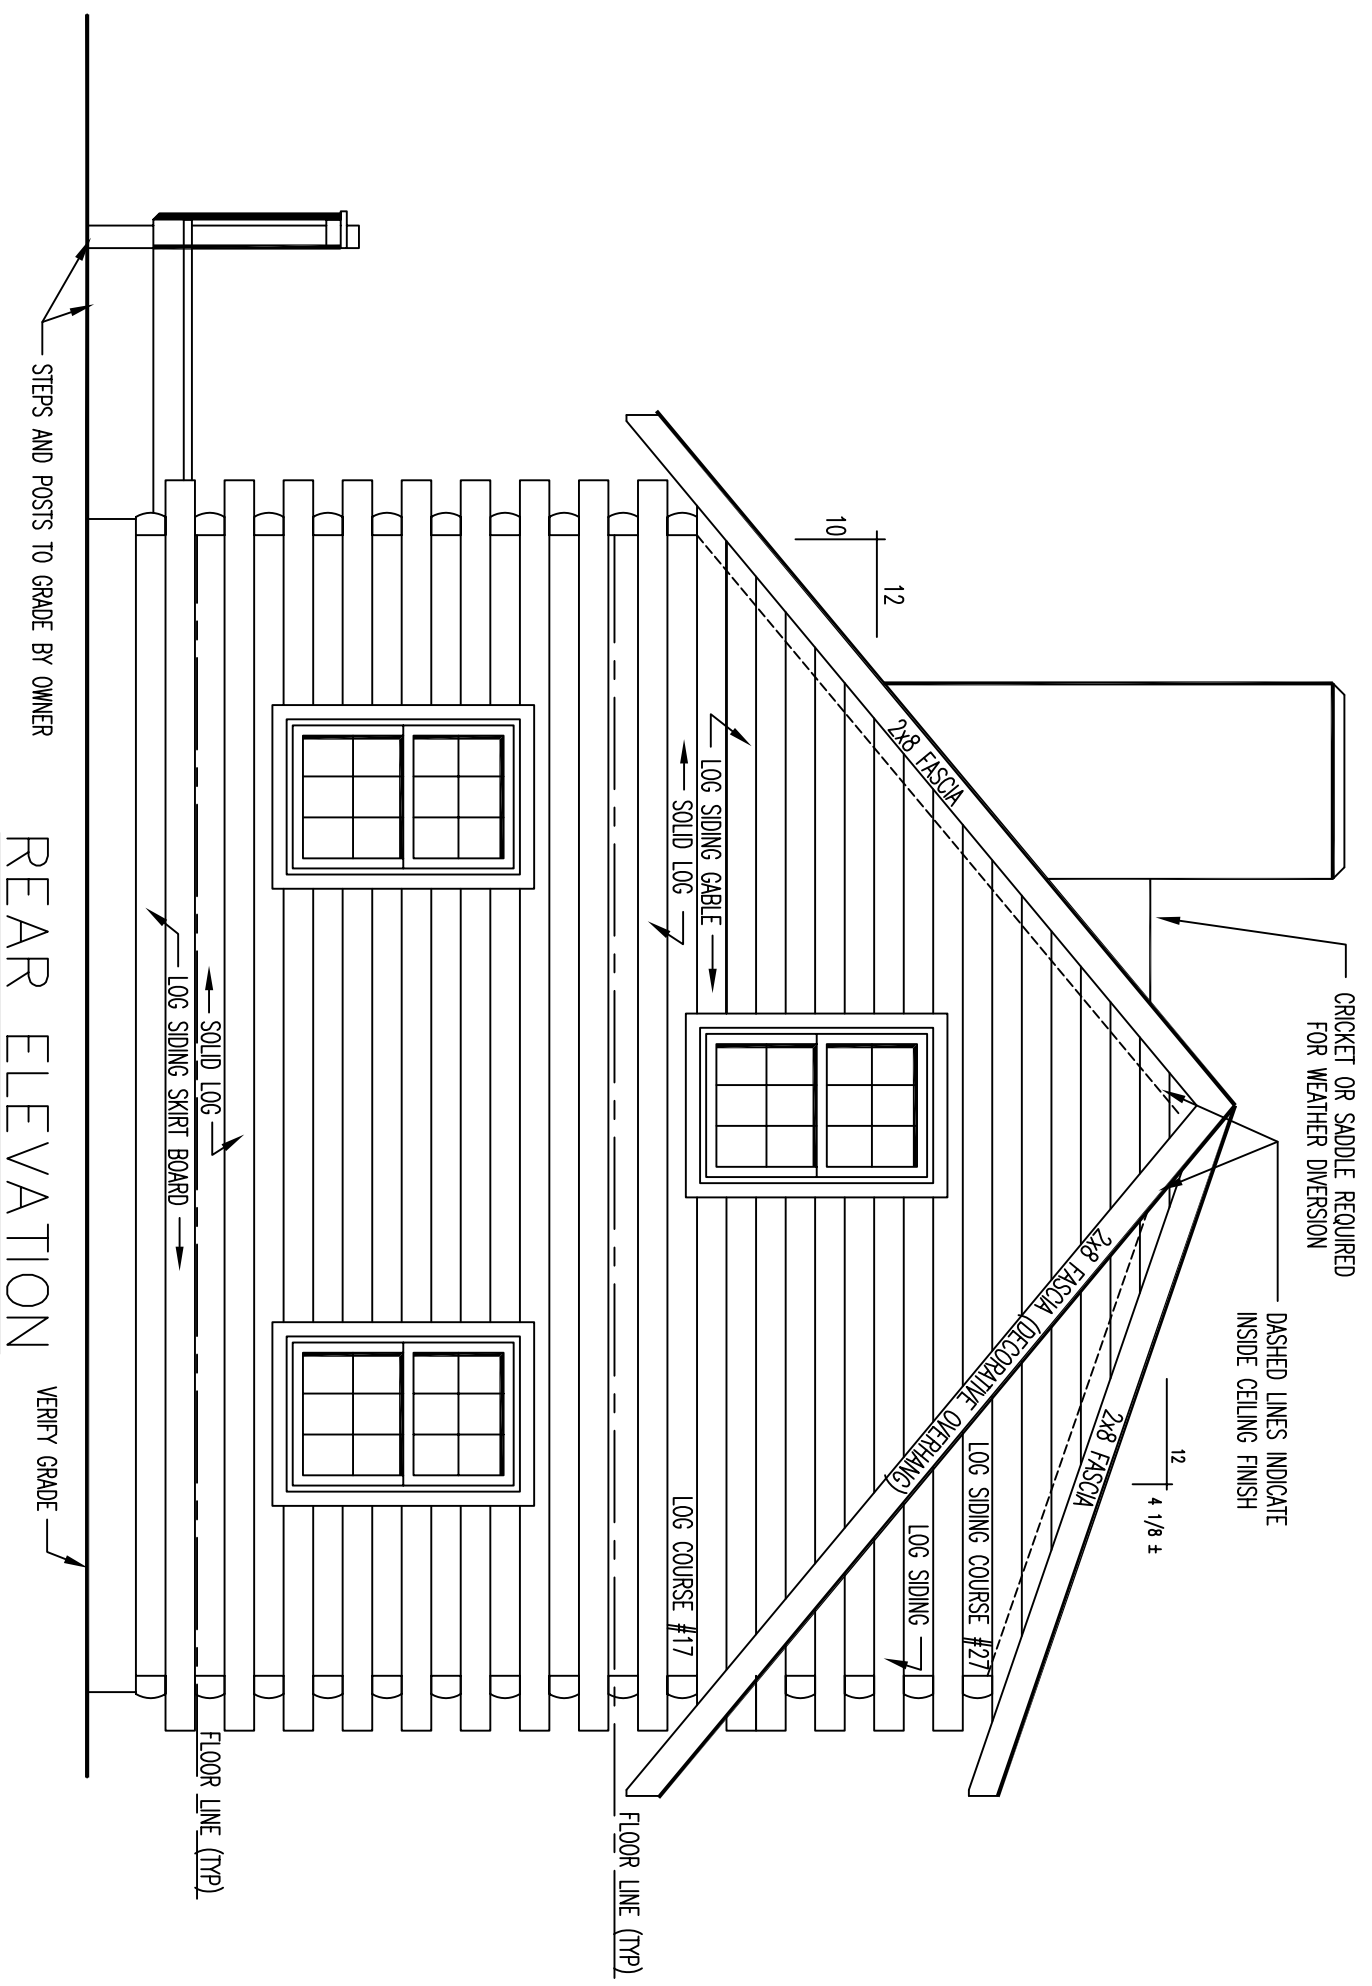 CRICKET OR SADDLE REQUIRED
FOR WEATHER DIVERSION
DASHED LINES INDICATE
INSIDE CEILING FINISH
12
4 1/8 ±
12
10
2x8 FASCIA
2x8 FASCIA
2x8 FASCIA (DECORATIVE OVERHANG)
LOG SIDING COURSE #27
LOG SIDING
LOG SIDING GABLE
SOLID LOG
LOG COURSE #17
FLOOR LINE (TYP)
SOLID LOG
LOG SIDING SKIRT BOARD
FLOOR LINE (TYP)
STEPS AND POSTS TO GRADE BY OWNER
VERIFY GRADE
REAR ELEVATION